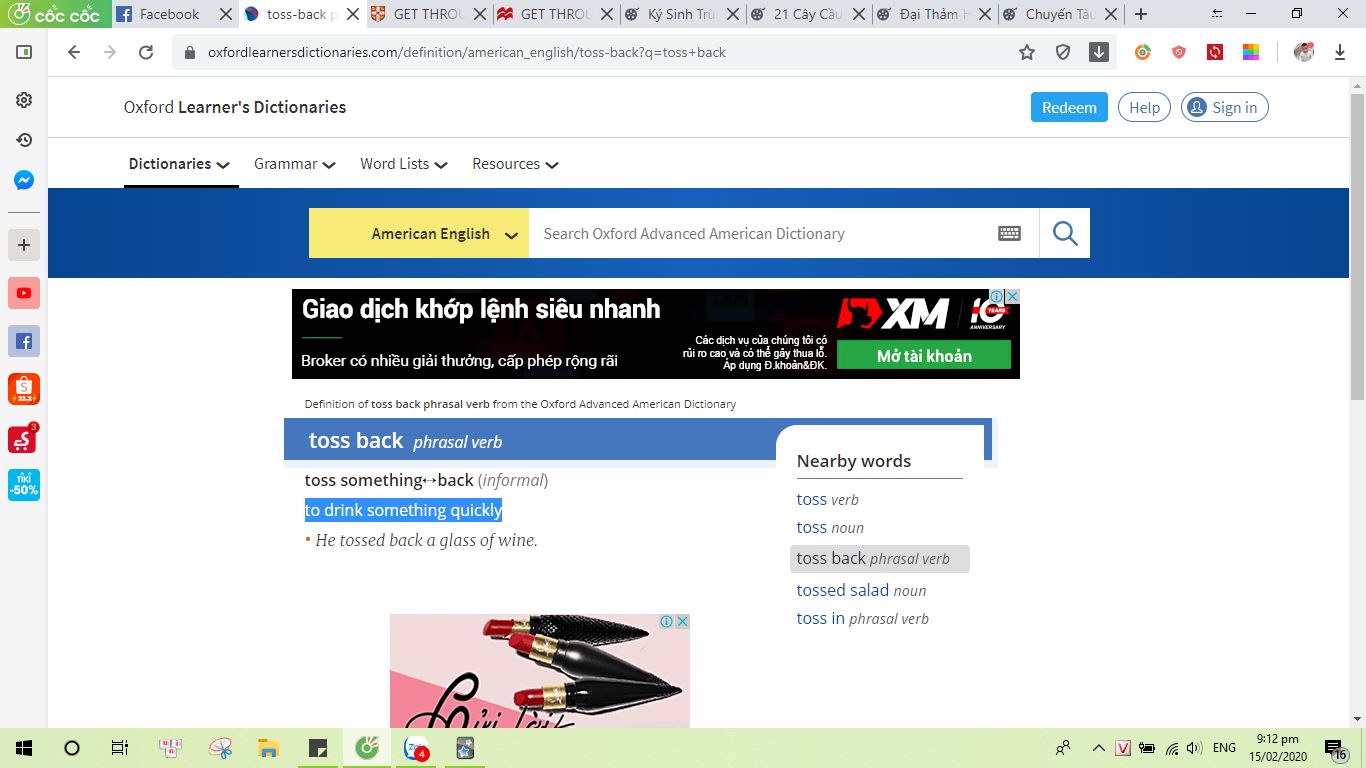 cốc cốc
Facebook
toss-back p
GET THROU
GET THROU
Ký Sinh Trù
21 Cây Cầu
Đại Thảm H
Chuyến Tàu
oxfordlearnersdictionaries.com/definition/american_english/toss-back?q=toss+back
Oxford Learner's Dictionaries
Redeem
Help
Sign in
Dictionaries
Grammar
Word Lists
Resources
American English
Search Oxford Advanced American Dictionary
Giao dịch khớp lệnh siêu nhanh
Broker có nhiều giải thưởng, cấp phép rộng rãi
Các dịch vụ của chúng tôi có
rủi ro cao và có thể gây thua lỗ.
Áp dụng Đ.khoản&ĐK.
XM
10 YEARS
ANNIVERSARY
Mở tài khoản
Definition of toss back phrasal verb from the Oxford Advanced American Dictionary
toss back phrasal verb
toss something↔back (informal)
to drink something quickly
• He tossed back a glass of wine.
Nearby words
toss verb
toss noun
toss back phrasal verb
tossed salad noun
toss in phrasal verb
22.2
3
TIKI
-50%
4
V
ENG
9:12 pm
15/02/2020
16